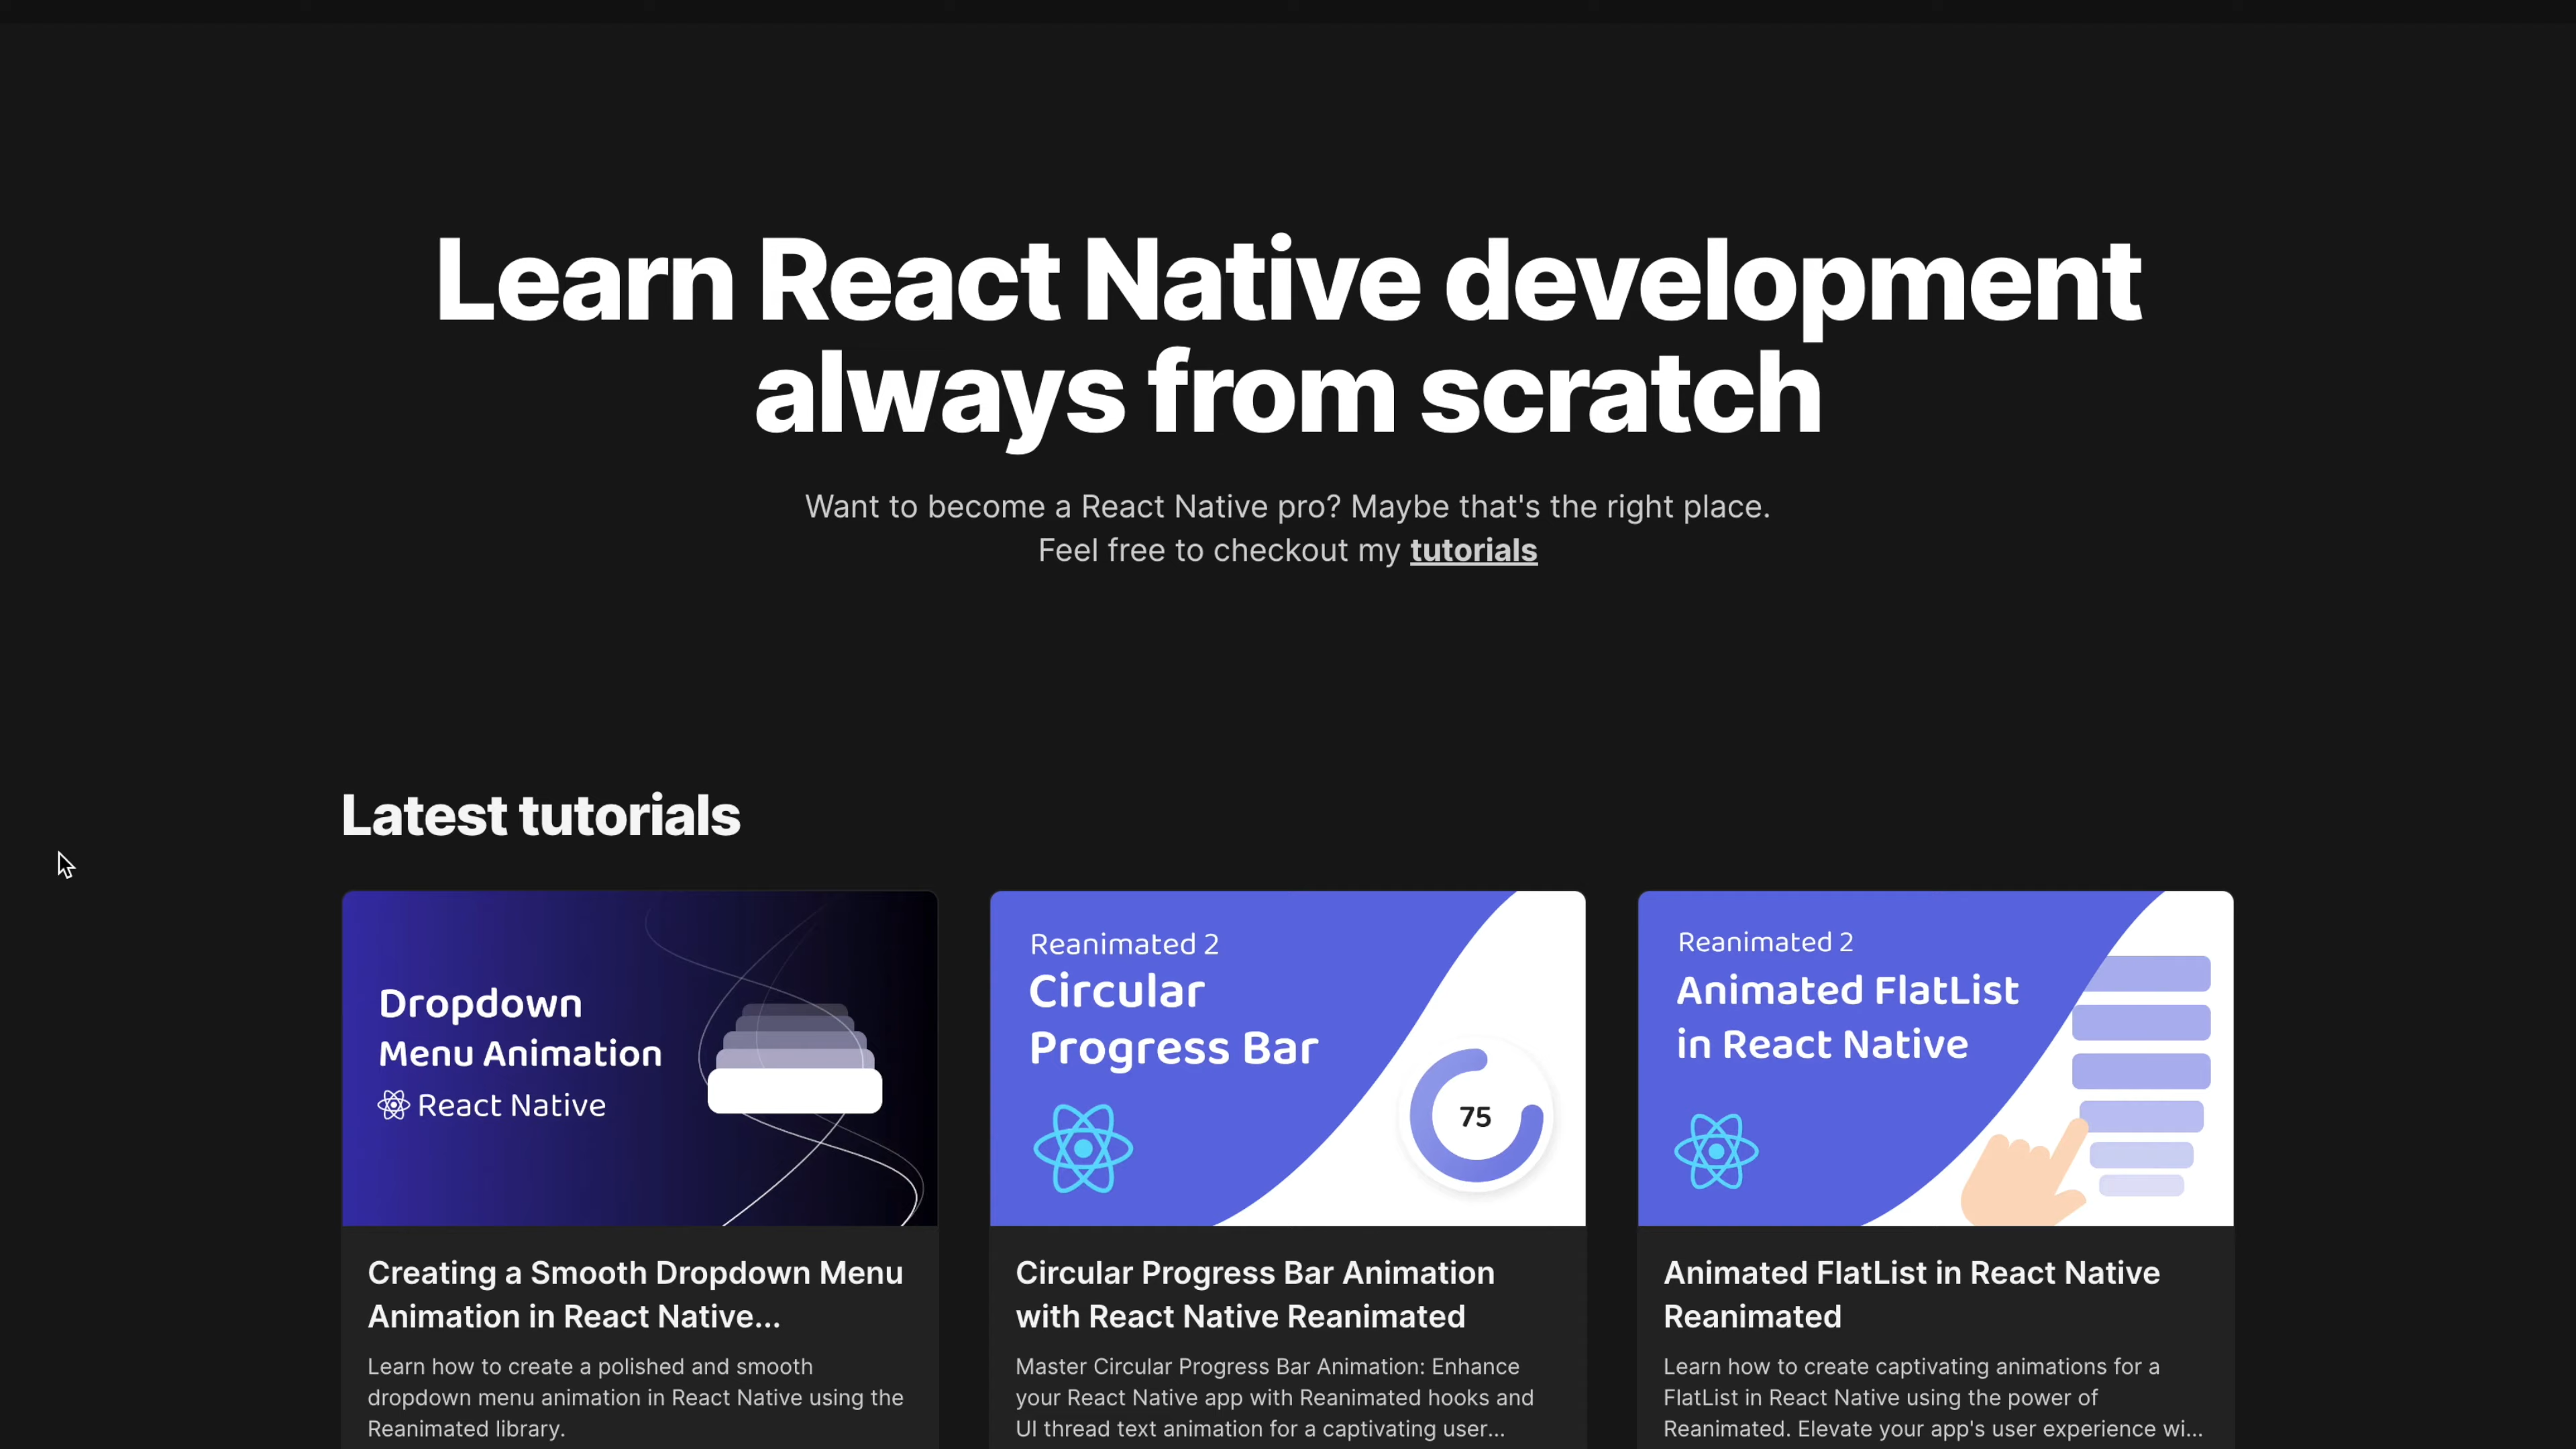 Learn React Native development
always from scratch
Want to become a React Native pro? Maybe that's the right place.
Feel free to checkout my tutorials
Latest tutorials
Dropdown
Menu Animation
React Native
Creating a Smooth Dropdown Menu
Animation in React Native...
Learn how to create a polished and smooth
dropdown menu animation in React Native using the
Reanimated library.
Reanimated 2
Circular
Progress Bar
75
Circular Progress Bar Animation
with React Native Reanimated
Master Circular Progress Bar Animation: Enhance
your React Native app with Reanimated hooks and
UI thread text animation for a captivating user...
Reanimated 2
Animated FlatList
in React Native
Animated FlatList in React Native
Reanimated
Learn how to create captivating animations for a
FlatList in React Native using the power of
Reanimated. Elevate your app's user experience wi...